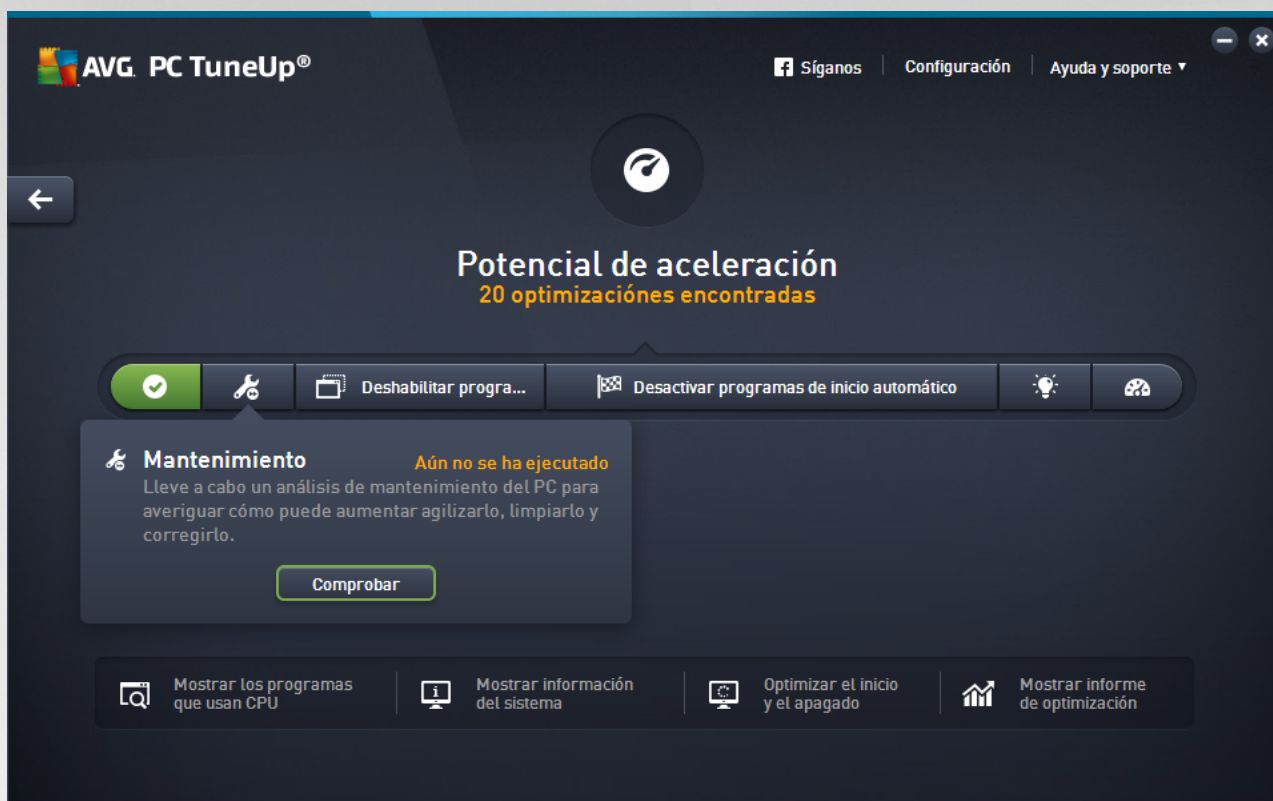 AVG. PC TuneUp®
Síganos
Configuración
Ayuda y soporte
Potencial de aceleración
20 optimizaciónes encontradas
Deshabilitar progra...
Desactivar programas de inicio automático
Mantenimiento
Aún no se ha ejecutado
Lleve a cabo un análisis de mantenimiento del PC para
averiguar cómo puede aumentar agilizarlo, limpiarlo y
corregirlo.
Comprobar
Mostrar los programas
que usan CPU
Mostrar información
del sistema
Optimizar el inicio
y el apagado
Mostrar informe
de optimización